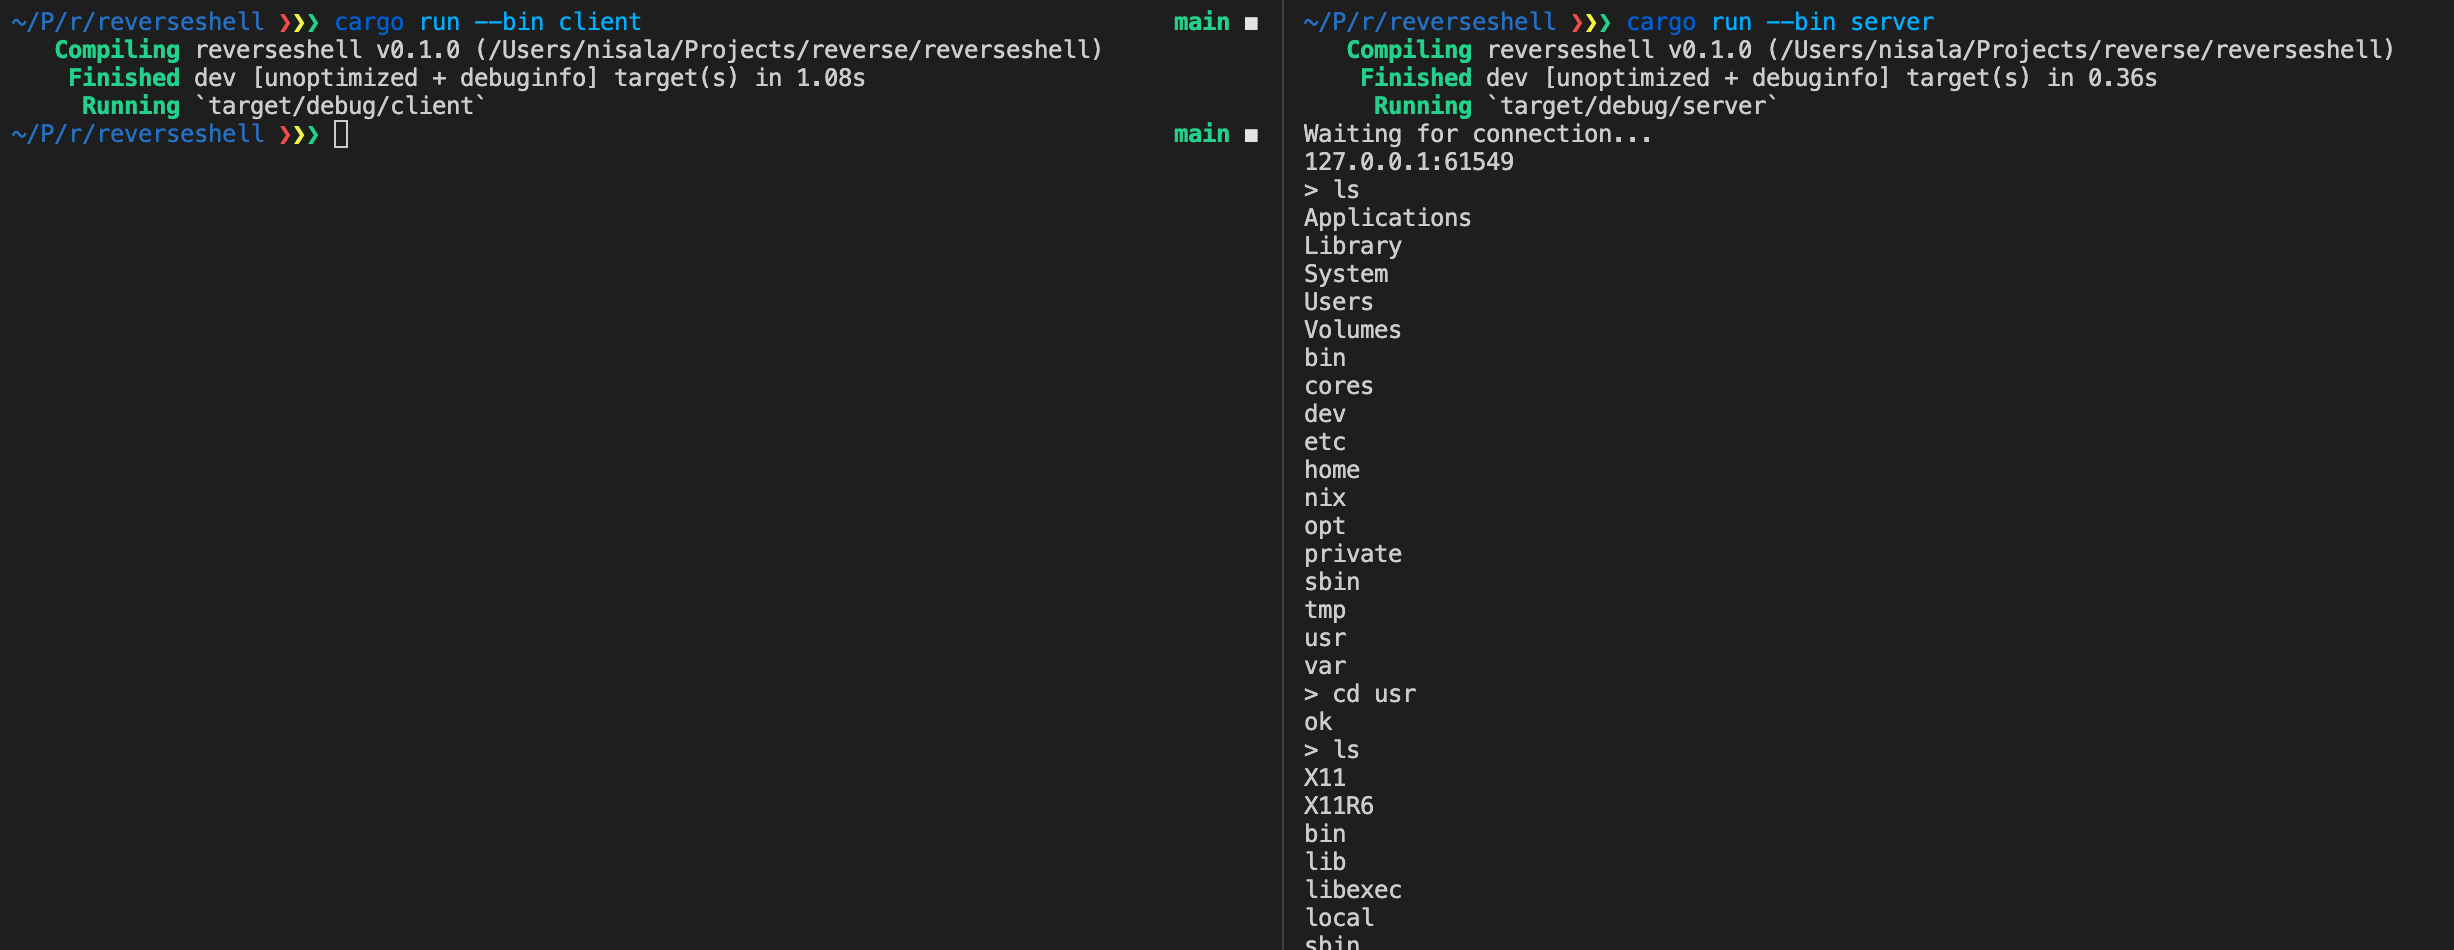 ~/P/r/reverseshell ❯❯❯ cargo run --bin client main ■
Compiling reverseshell v0.1.0 (/Users/nisala/Projects/reverse/reverseshell)
Finished dev [unoptimized + debuginfo] target(s) in 1.08s
Running `target/debug/client`
~/P/r/reverseshell ❯❯❯ main ■
~/P/r/reverseshell ❯❯❯ cargo run --bin server
Compiling reverseshell v0.1.0 (/Users/nisala/Projects/reverse/reverseshell)
Finished dev [unoptimized + debuginfo] target(s) in 0.36s
Running `target/debug/server`
Waiting for connection...
127.0.0.1:61549
> ls
Applications
Library
System
Users
Volumes
bin
cores
dev
etc
home
nix
opt
private
sbin
tmp
usr
var
> cd usr
ok
> ls
X11
X11R6
bin
lib
libexec
local
sbin